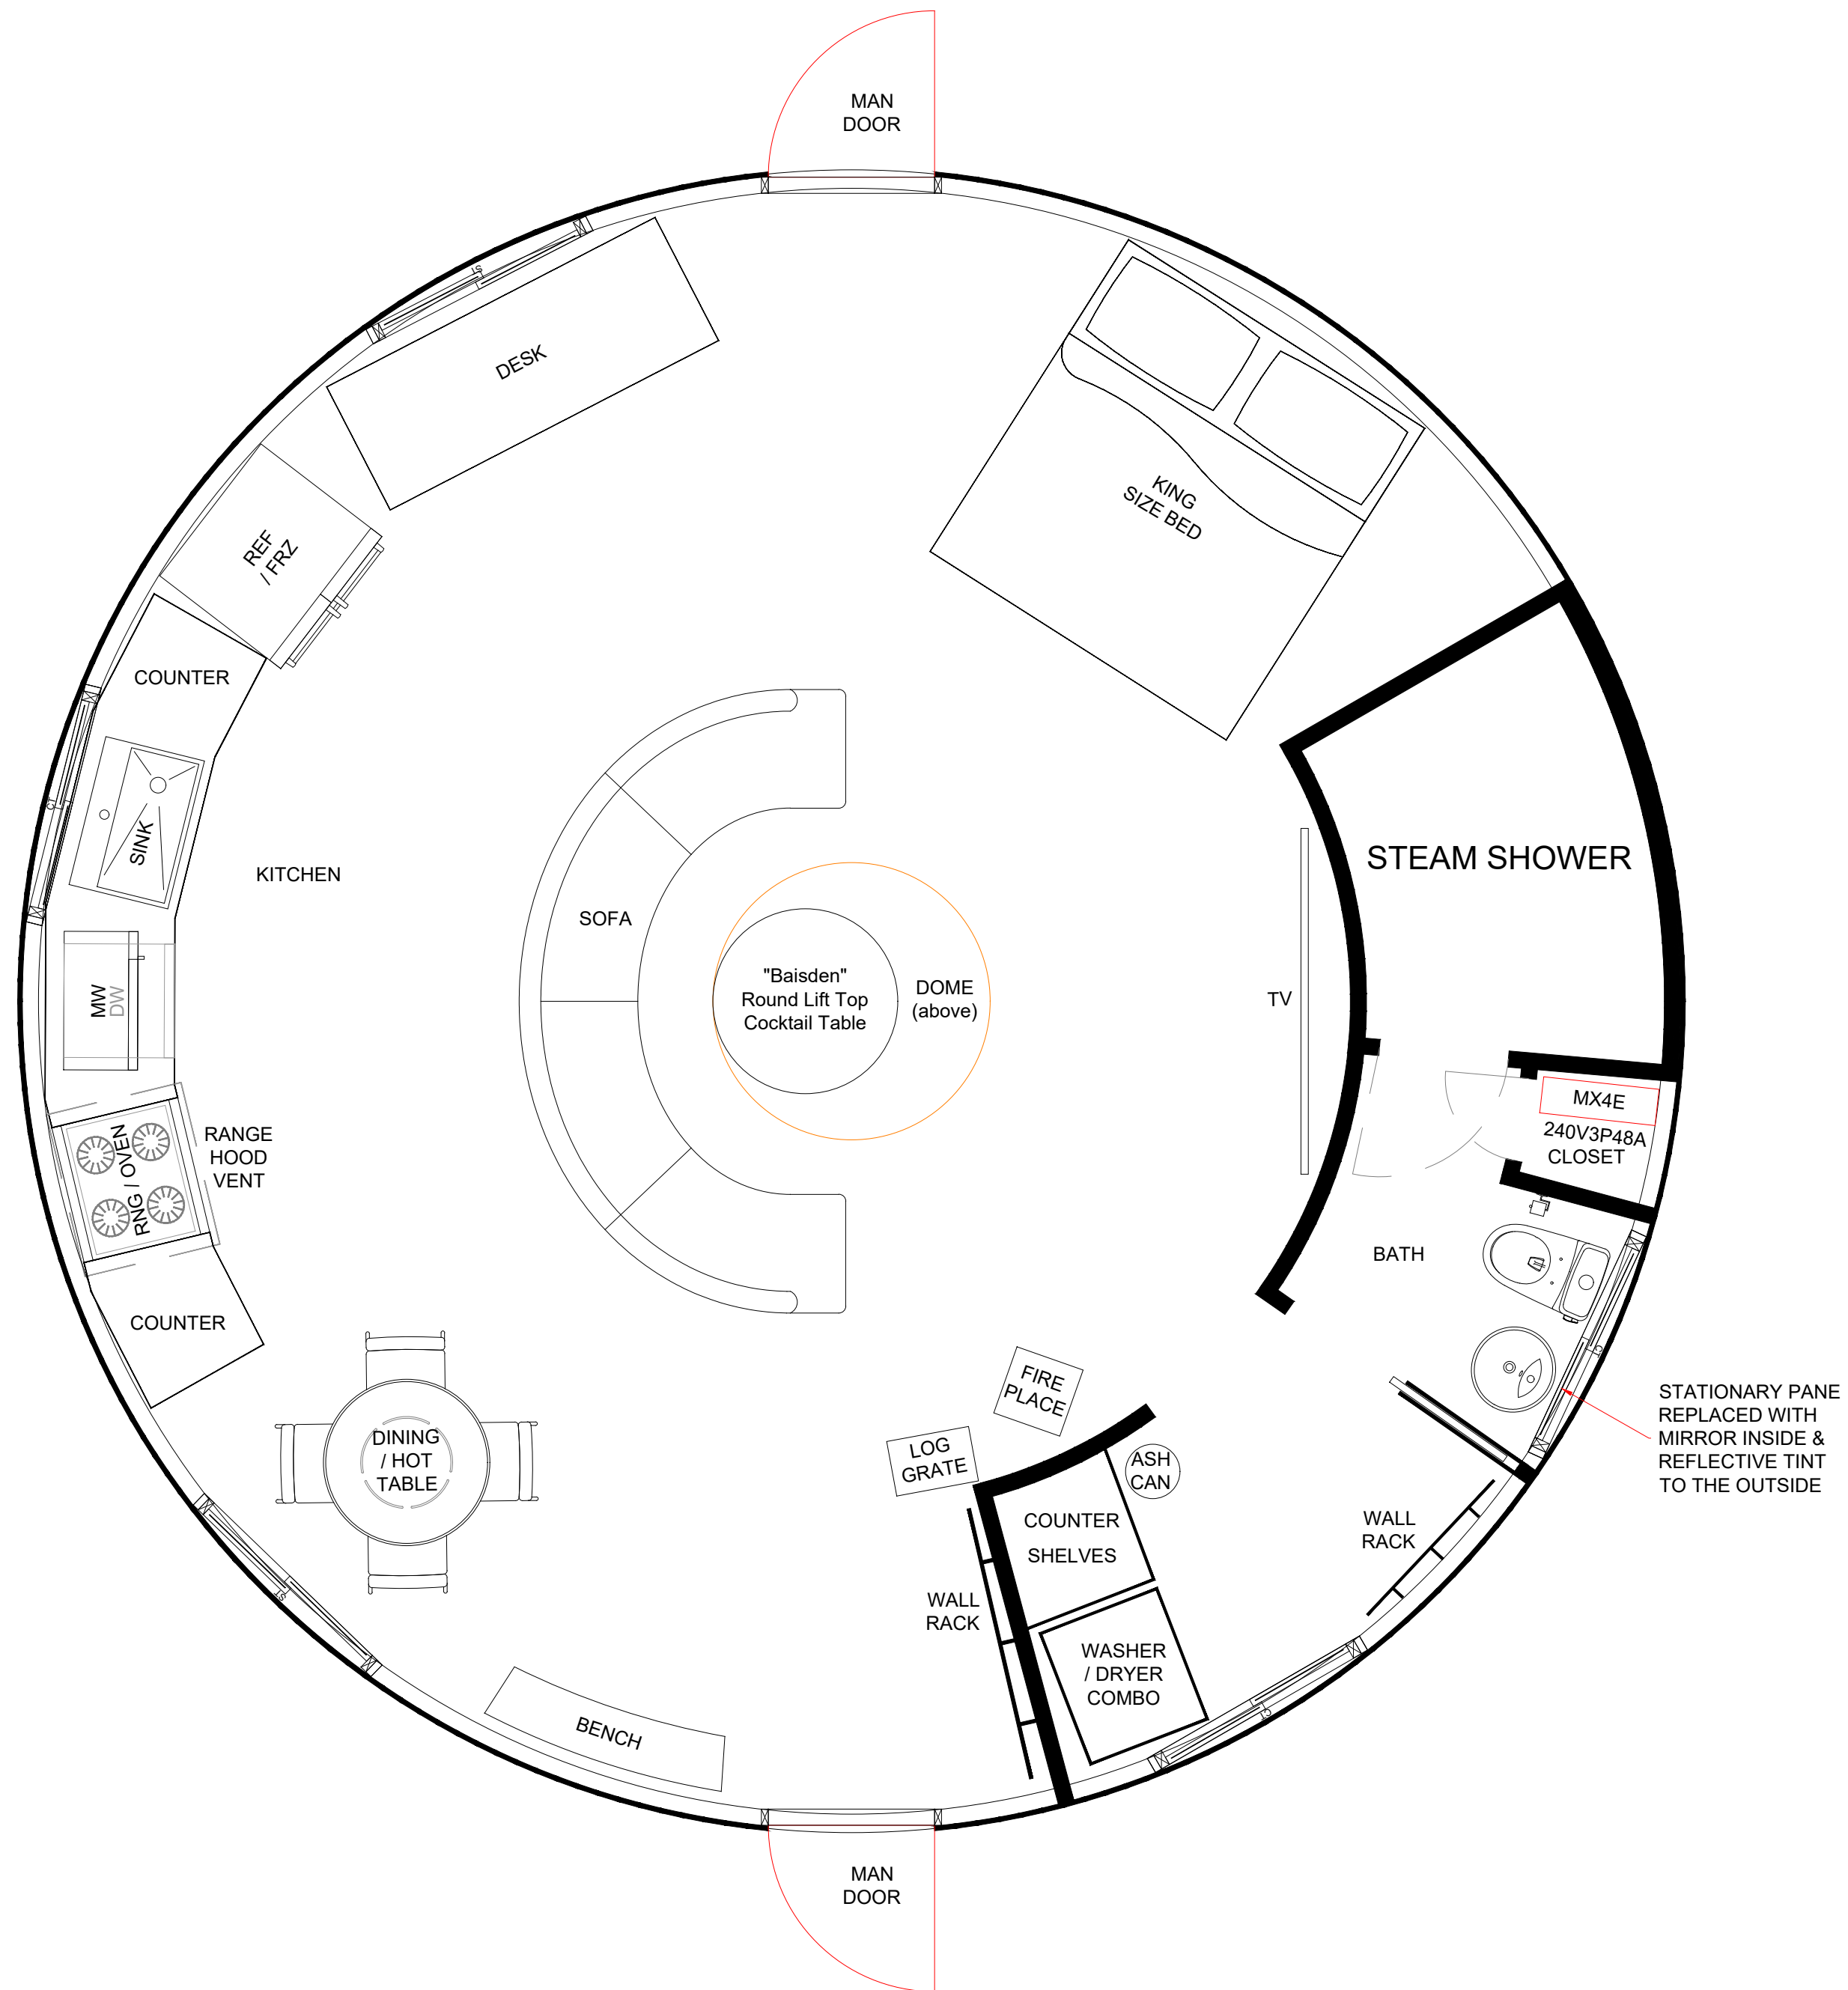 MAN
DOOR
DESK
KING
SIZE BED
REF
/ FRZ
COUNTER
SINK
KITCHEN
STEAM SHOWER
SOFA
"Baisden"
Round Lift Top
Cocktail Table
DOME
(above)
TV
MW
DW
MX4E
240V3P48A
CLOSET
RANGE
HOOD
VENT
RNG / OVEN
BATH
COUNTER
FIRE
PLACE
STATIONARY PANE
REPLACED WITH
MIRROR INSIDE &
REFLECTIVE TINT
TO THE OUTSIDE
DINING
/ HOT
TABLE
LOG
GRATE
ASH
CAN
COUNTER
SHELVES
WALL
RACK
WALL
RACK
WASHER
/ DRYER
COMBO
BENCH
MAN
DOOR